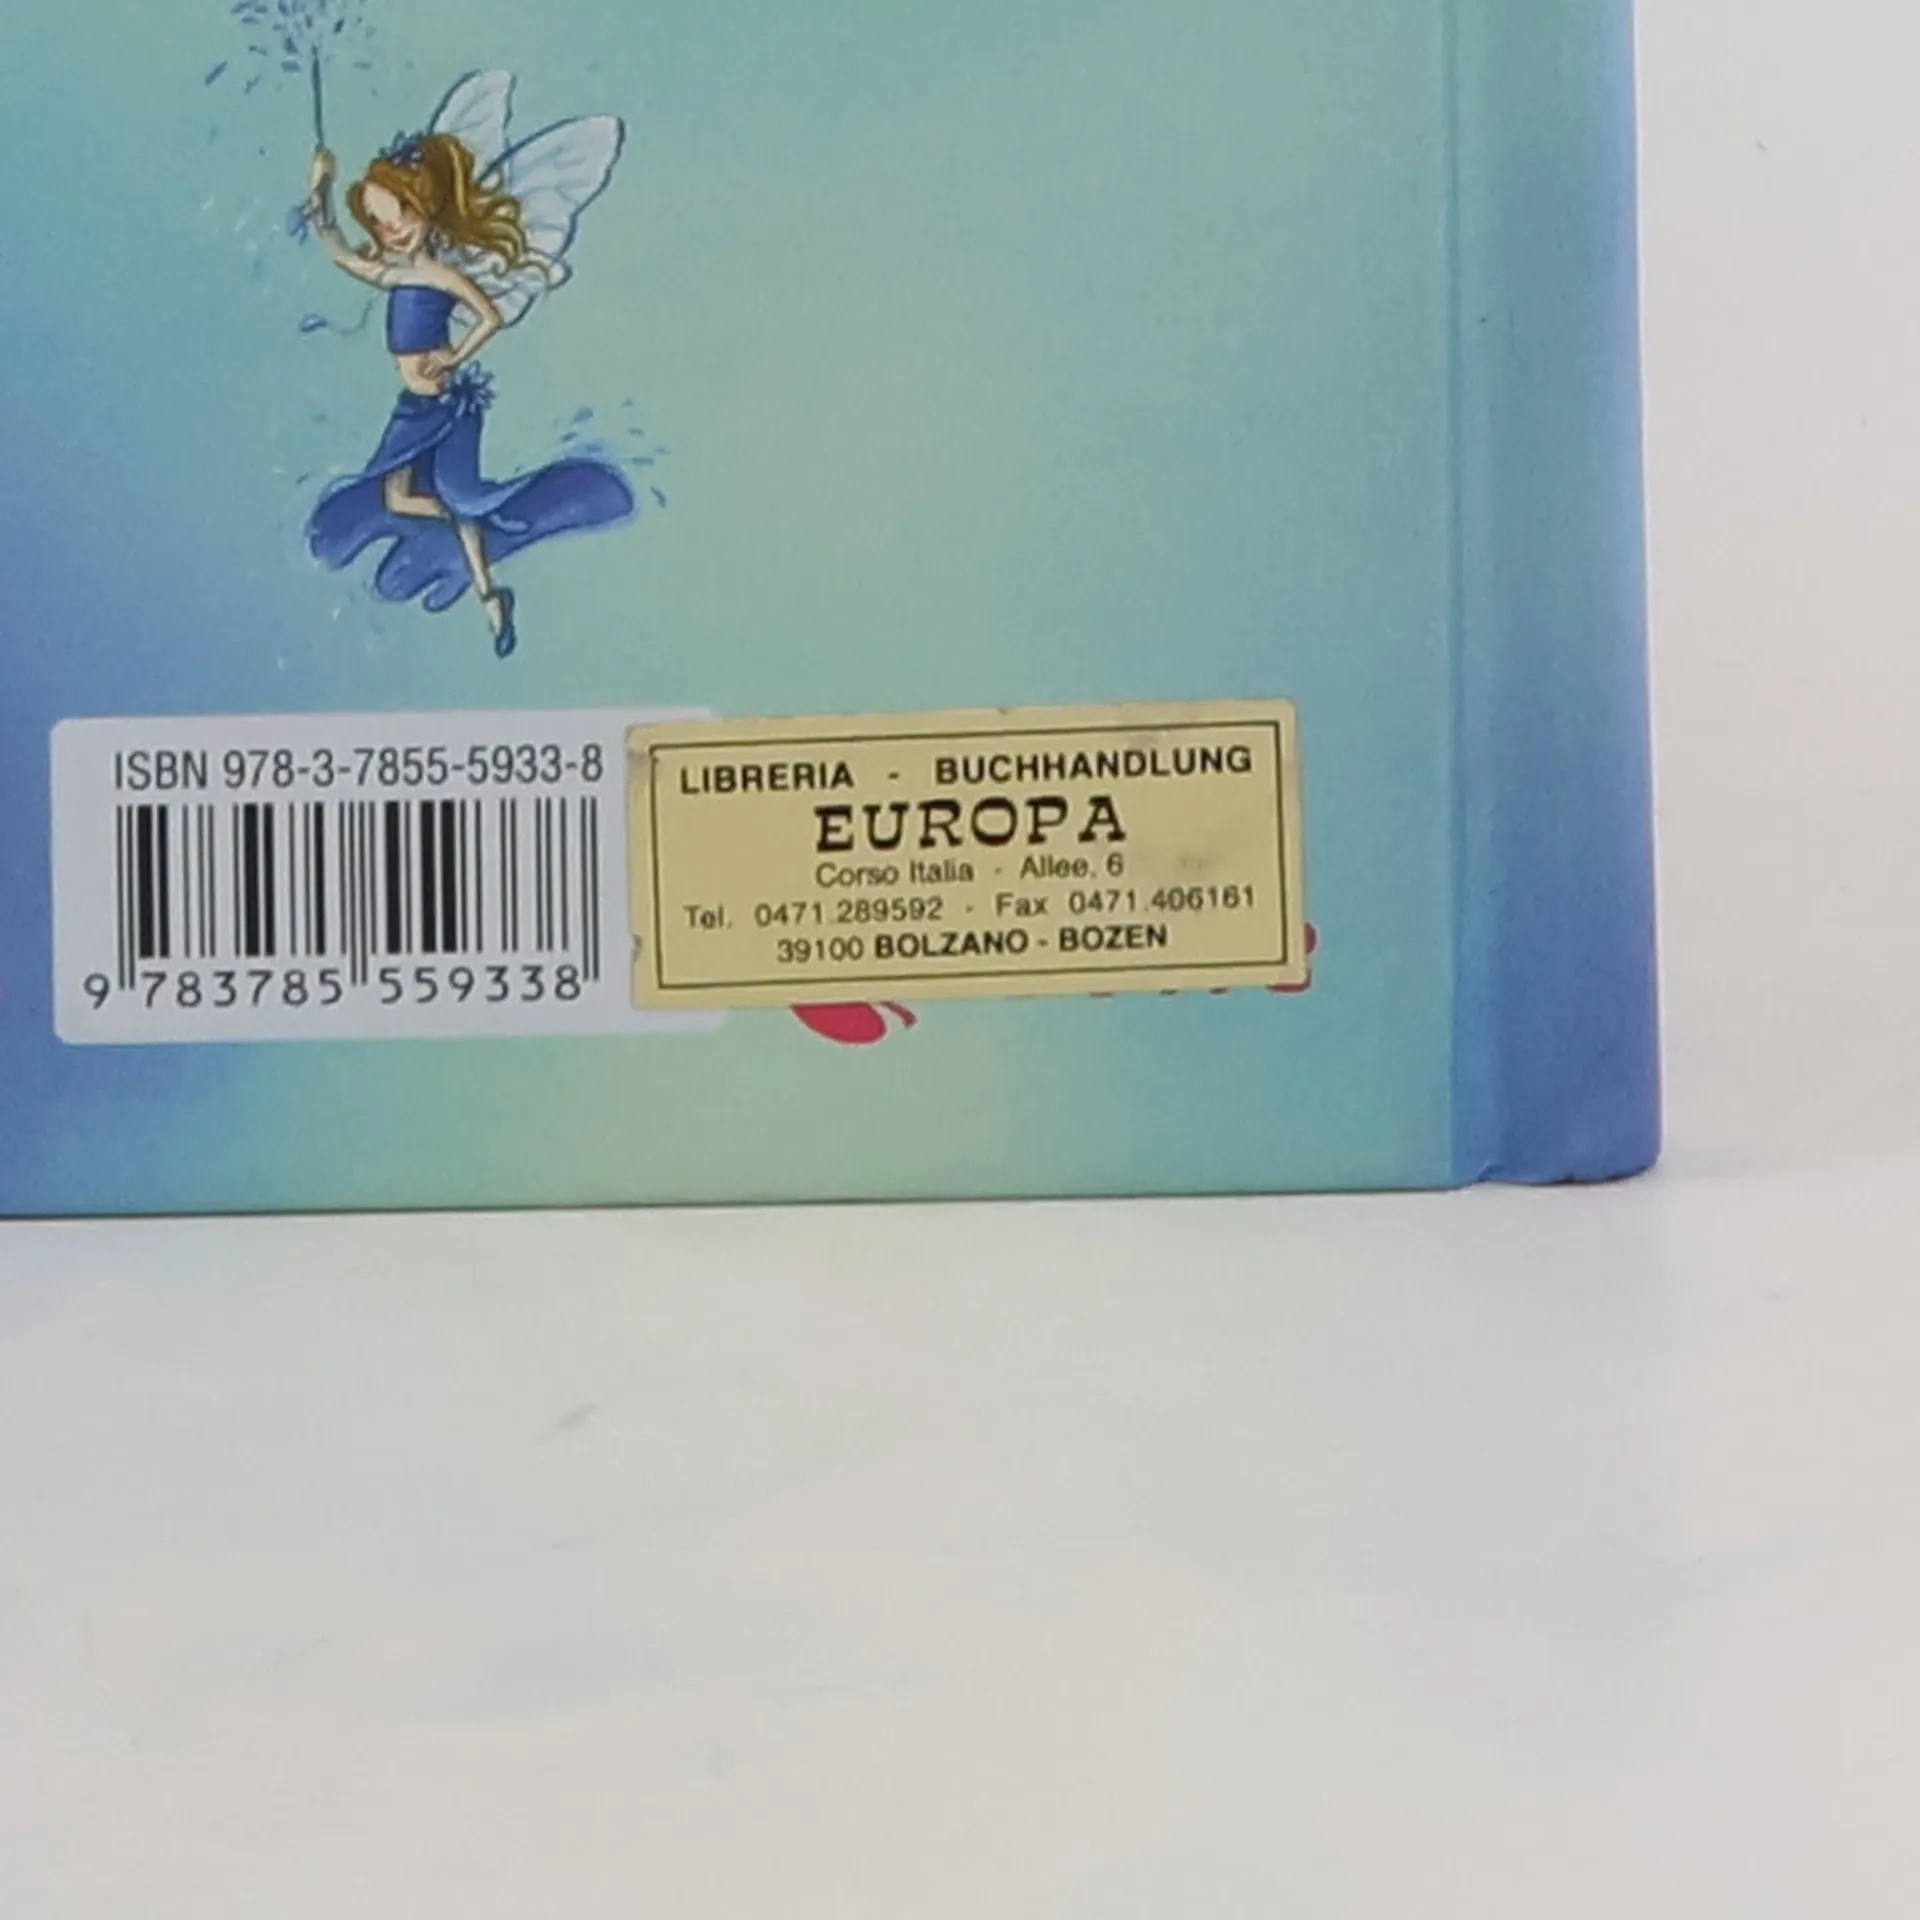 ISBN 978-3-7855-5933-8
9 783785 559338
LIBRERIA - BUCHHANDLUNG
EUROPA
Corso Italia - Allee, 6
Tel. 0471.289592 - Fax 0471.406161
39100 BOLZANO - BOZEN